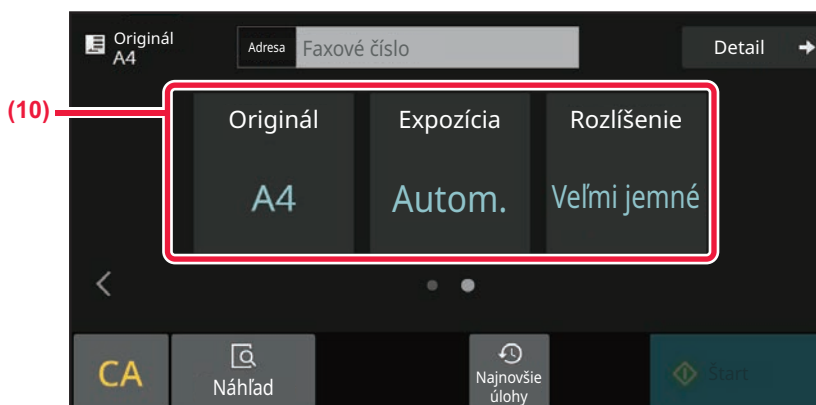 Originál
A4
Adresa Faxové číslo
Detail
(10)
Originál Expozícia Rozlíšenie
A4 Autom. Veľmi jemné
CA
Náhľad
Najnovšie
úlohy
Štart